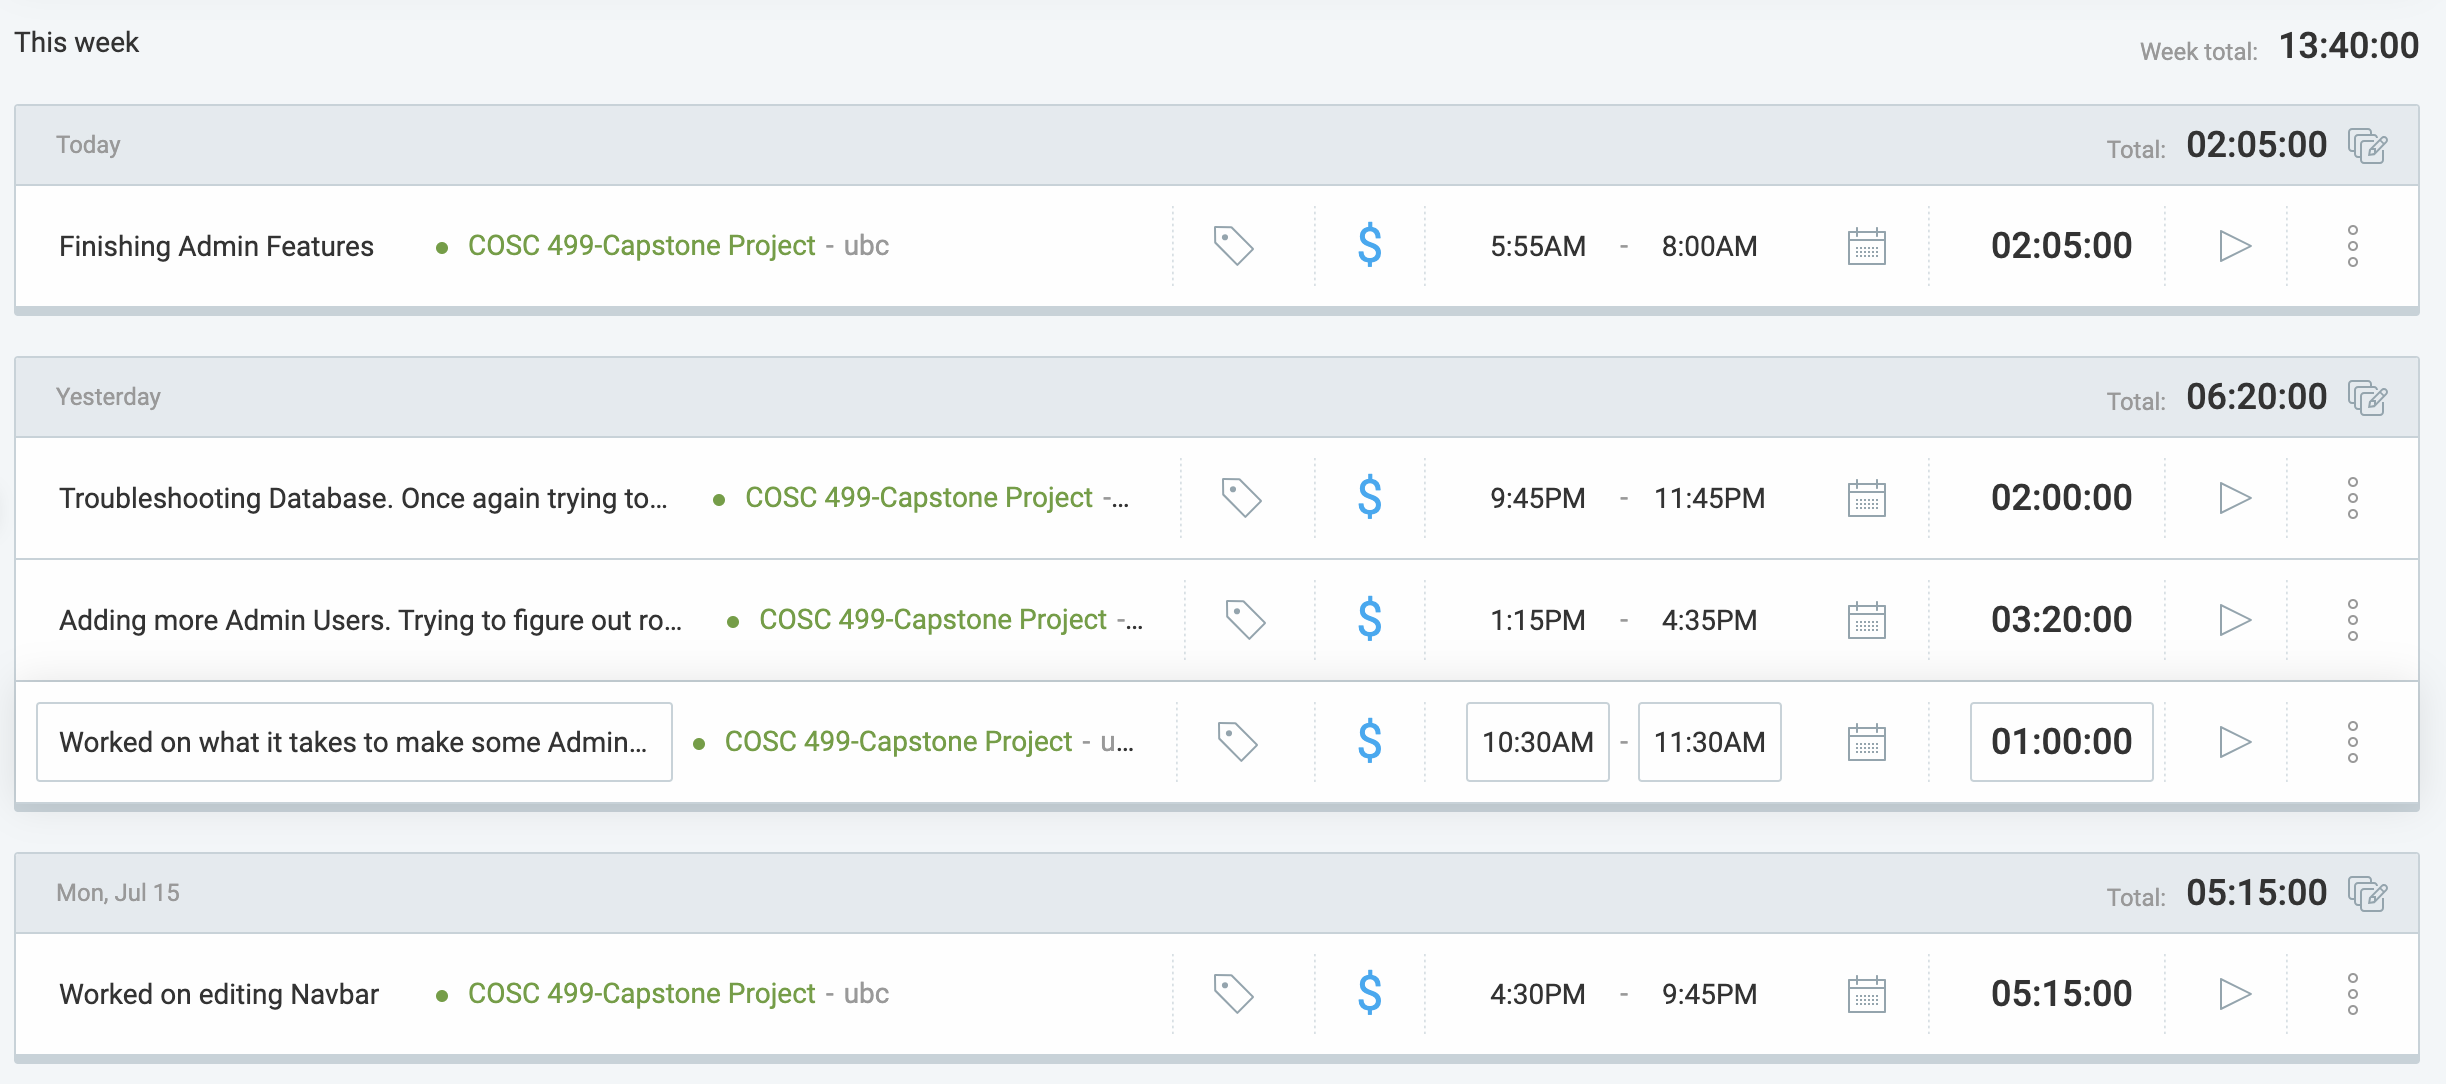 This week
Week total: 13:40:00
Today Total: 02:05:00
Finishing Admin Features • COSC 499-Capstone Project - ubc $ 5:55AM - 8:00AM 02:05:00
Yesterday Total: 06:20:00
Troubleshooting Database. Once again trying to... • COSC 499-Capstone Project -... $ 9:45PM - 11:45PM 02:00:00
Adding more Admin Users. Trying to figure out ro... • COSC 499-Capstone Project -... $ 1:15PM - 4:35PM 03:20:00
Worked on what it takes to make some Admin... • COSC 499-Capstone Project - u... $ 10:30AM - 11:30AM 01:00:00
Mon, Jul 15 Total: 05:15:00
Worked on editing Navbar • COSC 499-Capstone Project - ubc $ 4:30PM - 9:45PM 05:15:00